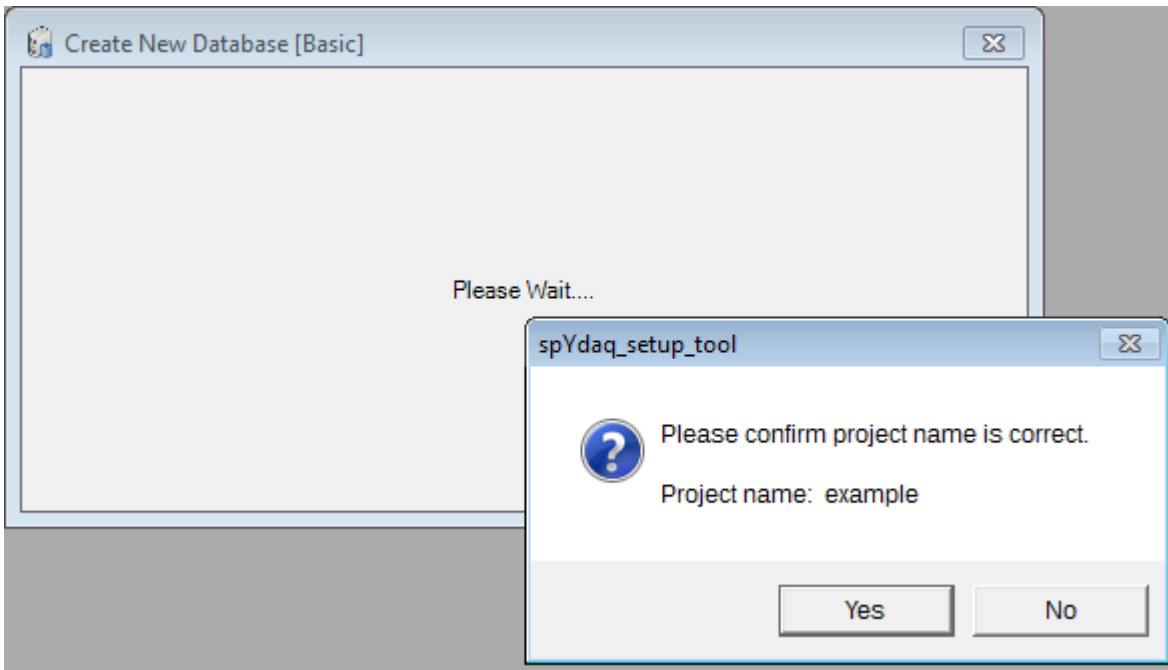 Create New Database [Basic]
Please Wait....
spYdaq_setup_tool
Please confirm project name is correct.
Project name:  example
Yes
No